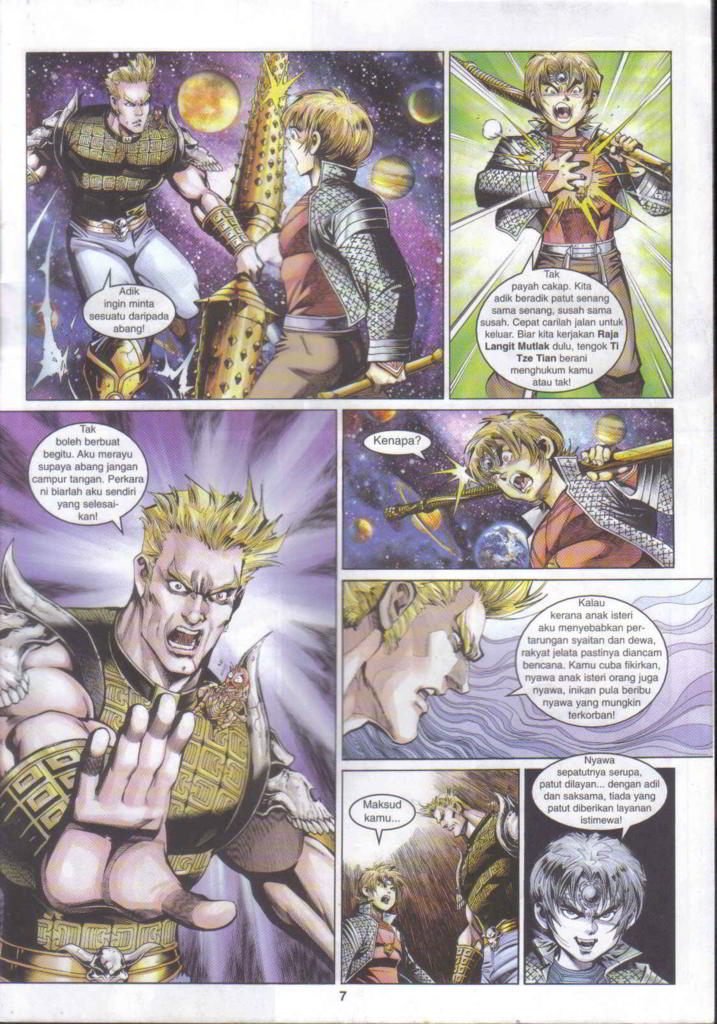 Adik
ingin minta
sesuatu daripada
abang!
Tak
payah cakap. Kita
adik beradik patut senang
sama senang, susah sama
susah. Cepat carilah jalan untuk
keluar. Biar kita kerjakan Raja
Langit Mutlak dulu, tengok Ti
Tze Tian berani
menghukum kamu
atau tak!
Tak
boleh berbuat
begitu. Aku merayu
supaya abang jangan
campur tangan. Perkara
ni biarlah aku sendiri
yang selesai-
kan!
Kenapa?
Kalau
kerana anak isteri
aku menyebabkan per-
tarungan syaitan dan dewa,
rakyat jelata pastinya diancam
bencana. Kamu cuba fikirkan,
nyawa anak isteri orang juga
nyawa, inikan pula beribu
nyawa yang mungkin
terkorban!
Maksud
kamu...
Nyawa
sepatutnya serupa,
patut dilayan... dengan adil
dan saksama, tiada yang
patut diberikan layanan
istimewa!
7